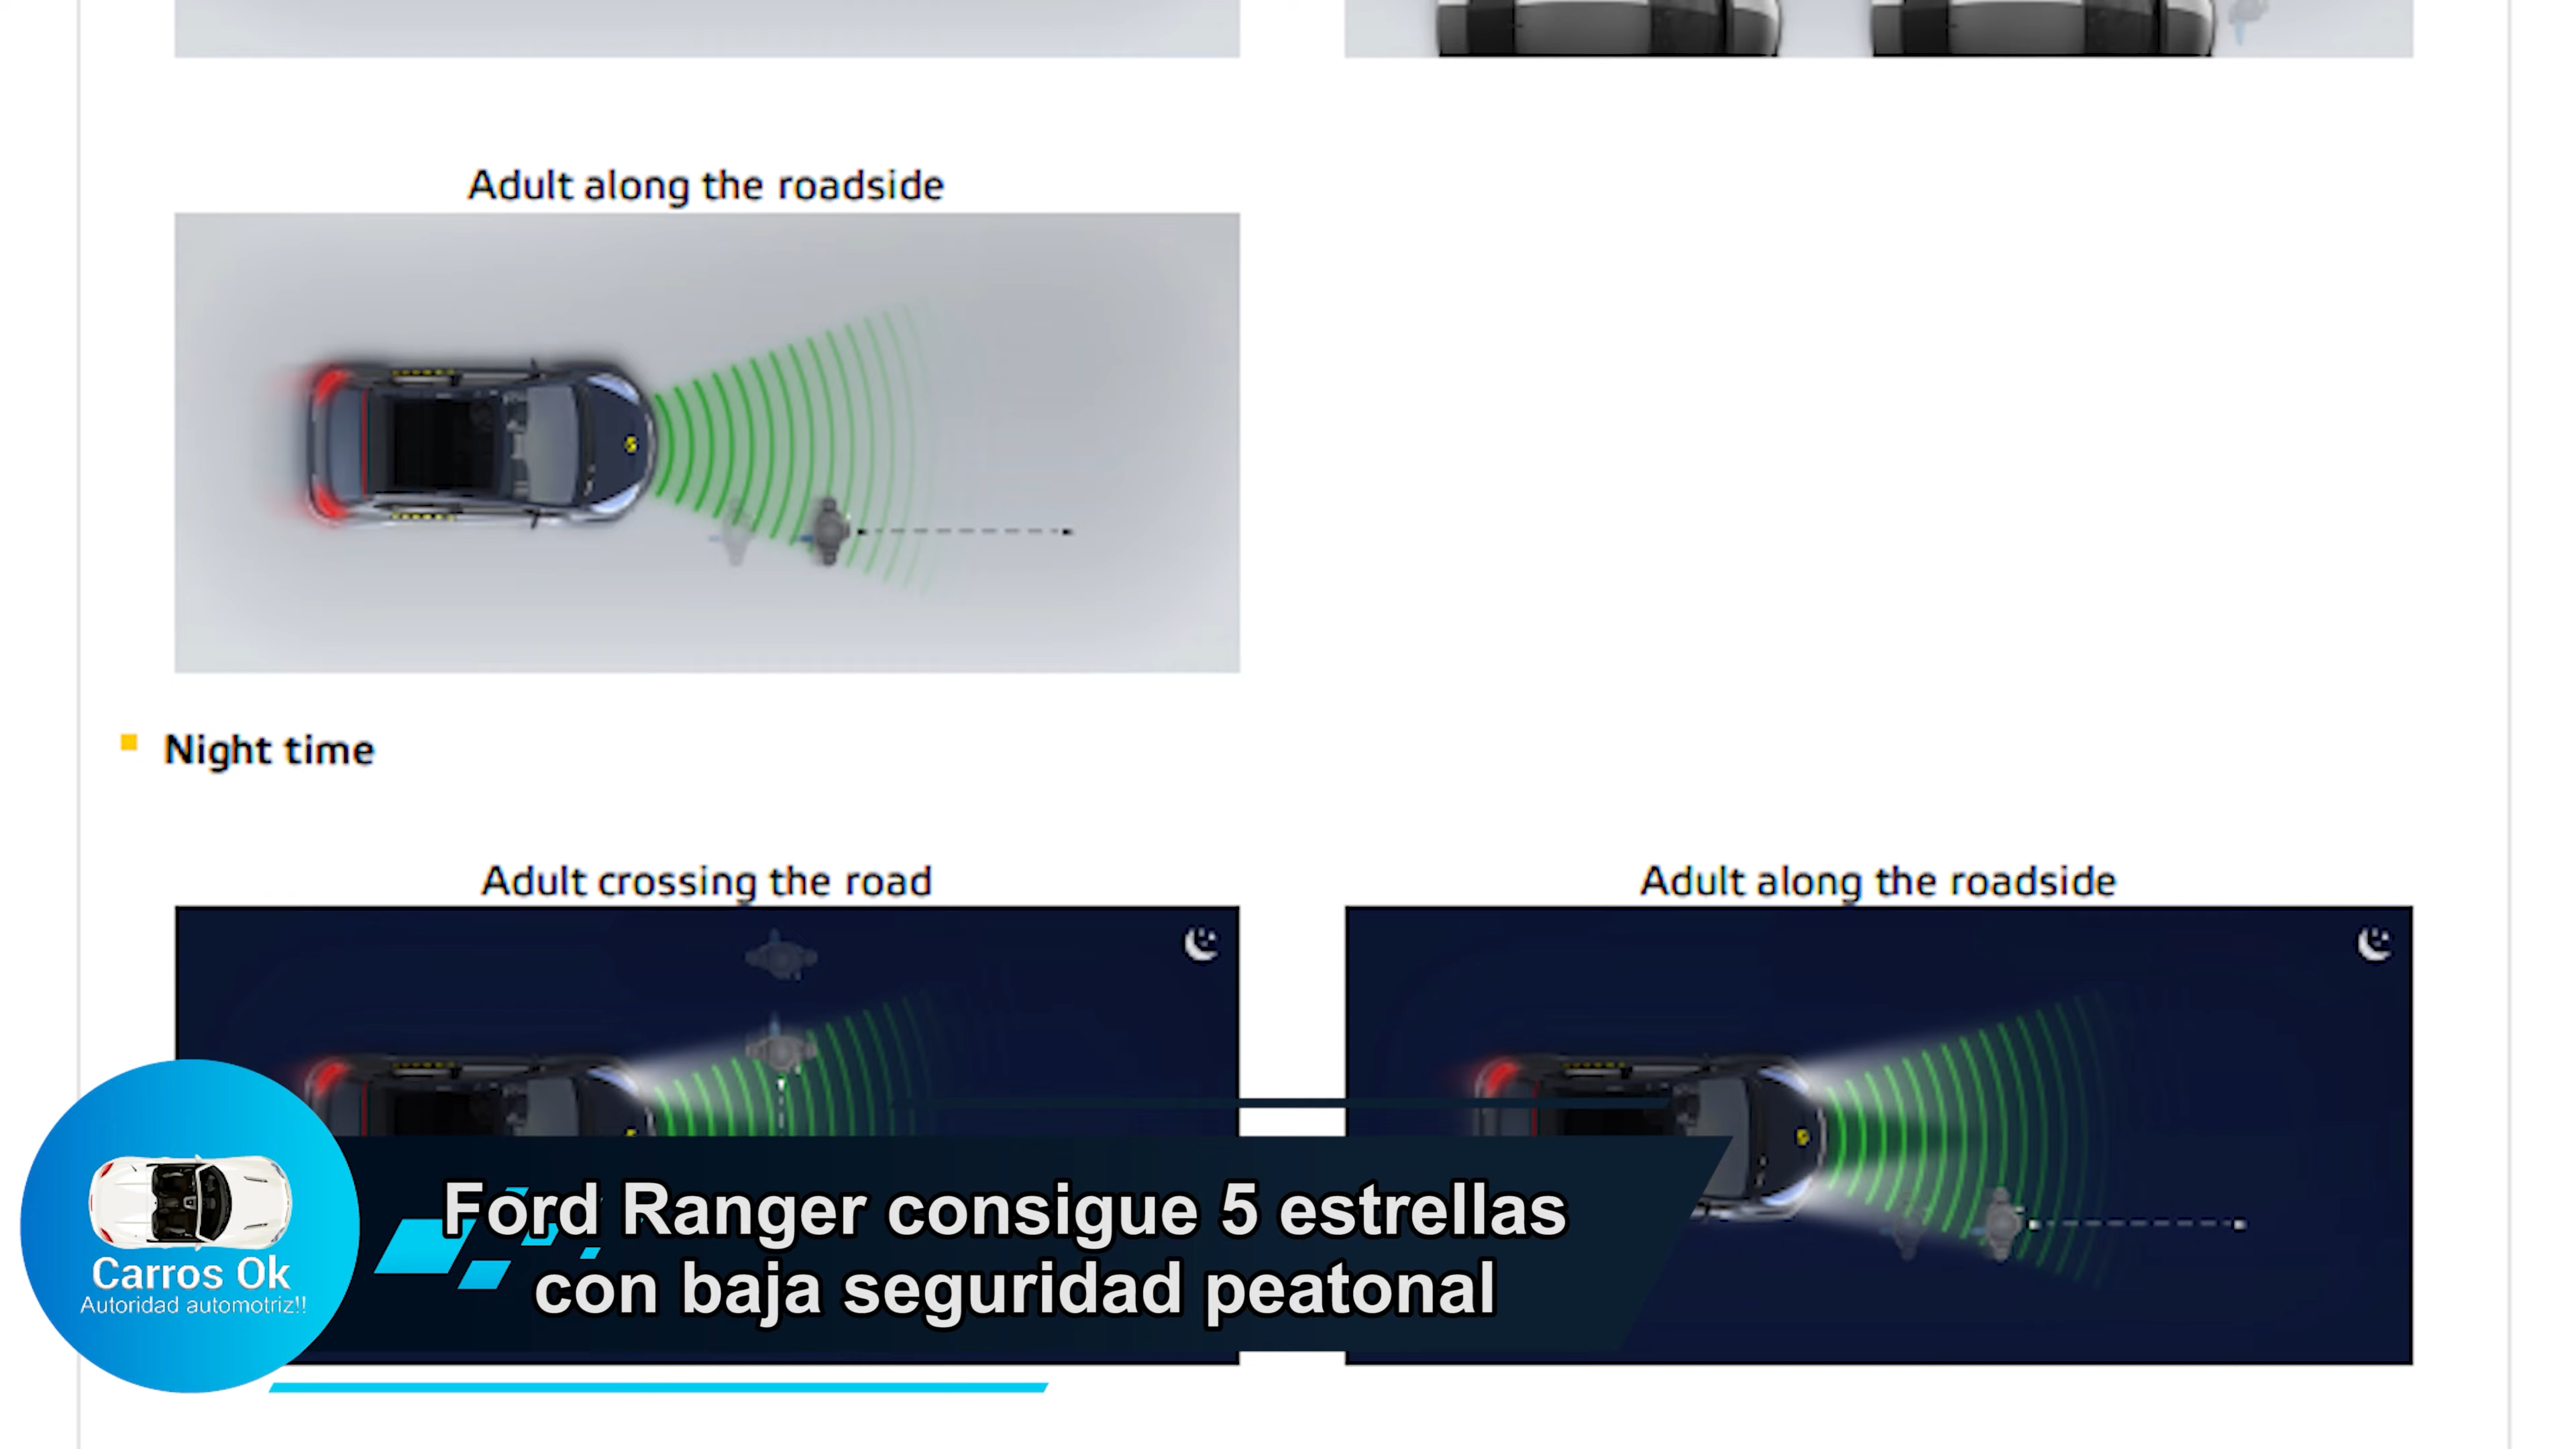 Adult along the roadside
Night time
Adult crossing the road
Adult along the roadside
Ford Ranger consigue 5 estrellas
con baja seguridad peatonal
Carros Ok
Autoridad automotriz!!